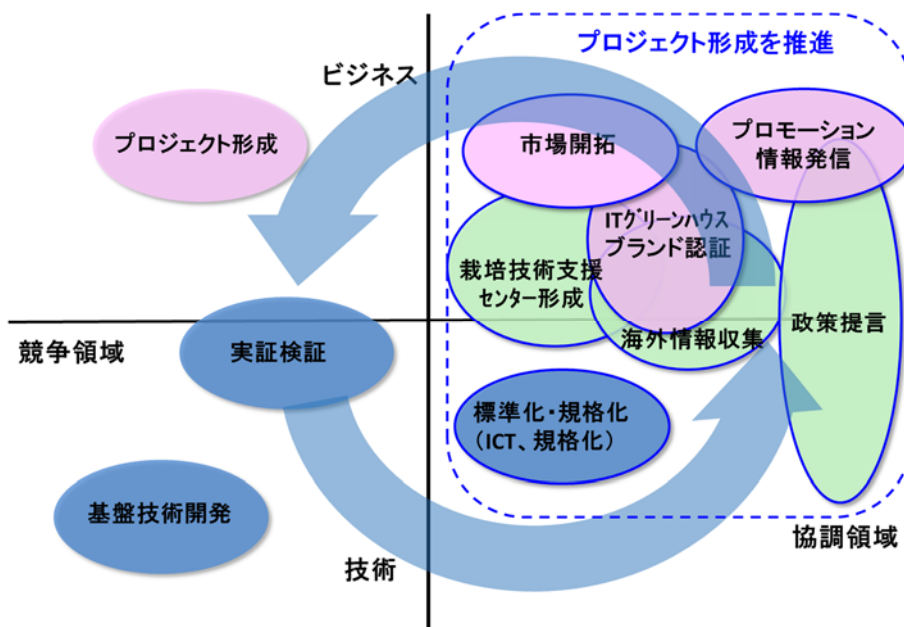 プロジェクト形成を推進
ビジネス
プロジェクト形成
市場開拓
プロモーション
情報発信
ITグリーンハウス
ブランド認証
栽培技術支援
センター形成
海外情報収集
政策提言
競争領域
実証検証
標準化・規格化
（ICT、規格化）
基盤技術開発
技術
協調領域